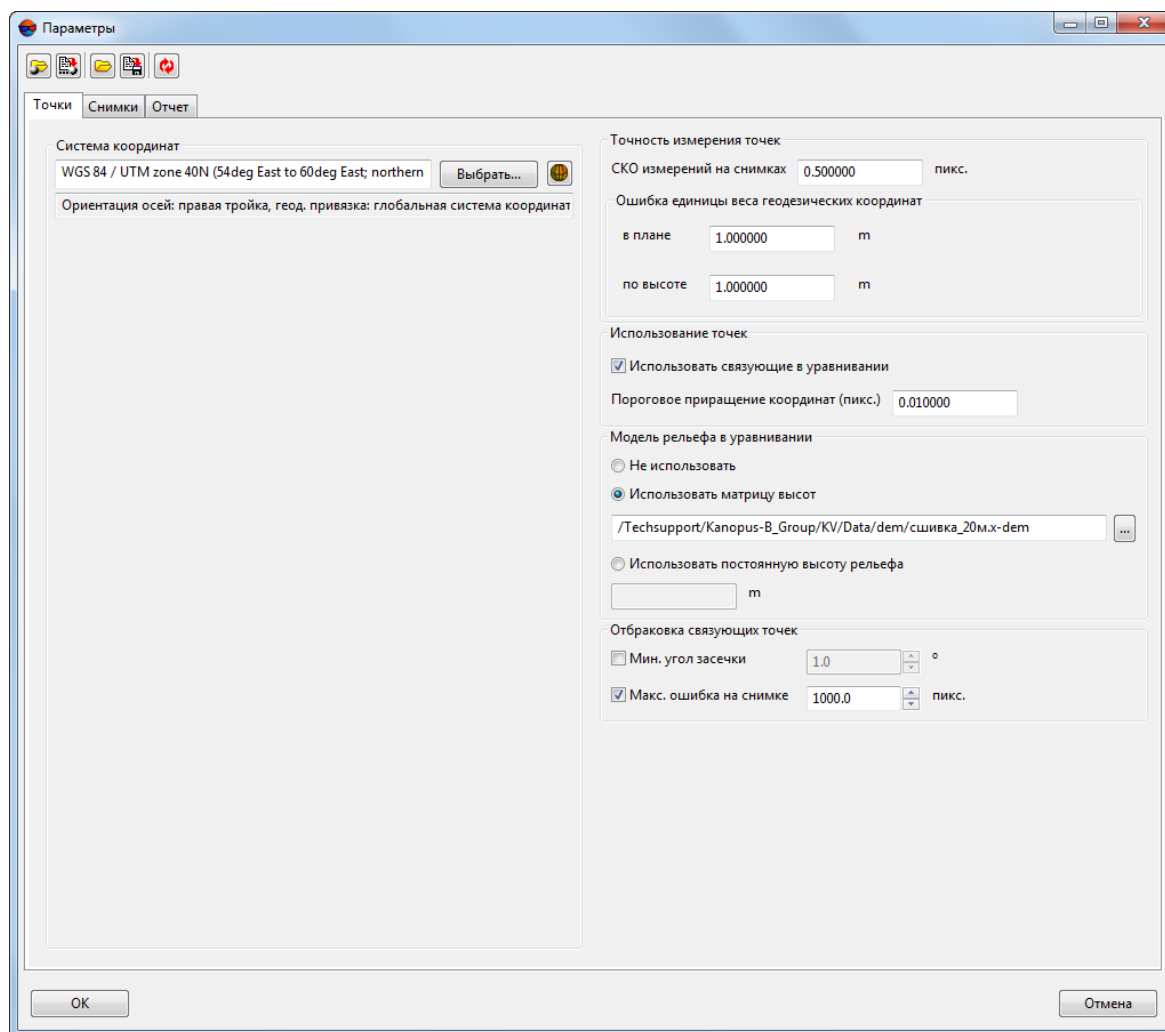 Параметры
Точки Снимки Отчет
Система координат
WGS 84 / UTM zone 40N (54deg East to 60deg East; northern
Выбрать...
Ориентация осей: правая тройка, геод. привязка: глобальная система координат
Точность измерения точек
СКО измерений на снимках 0.500000 пикс.
Ошибка единицы веса геодезических координат
в плане 1.000000 m
по высоте 1.000000 m
Использование точек
Использовать связующие в уравнивании
Пороговое приращение координат (пикс.) 0.010000
Модель рельефа в уравнивании
Не использовать
Использовать матрицу высот
/Techsupport/Kanopus-B_Group/KV/Data/dem/сшивка_20м.x-dem ...
Использовать постоянную высоту рельефа
m
Отбраковка связующих точек
Мин. угол засечки 1.0 °
Макс. ошибка на снимке 1000.0 пикс.
OK Отмена